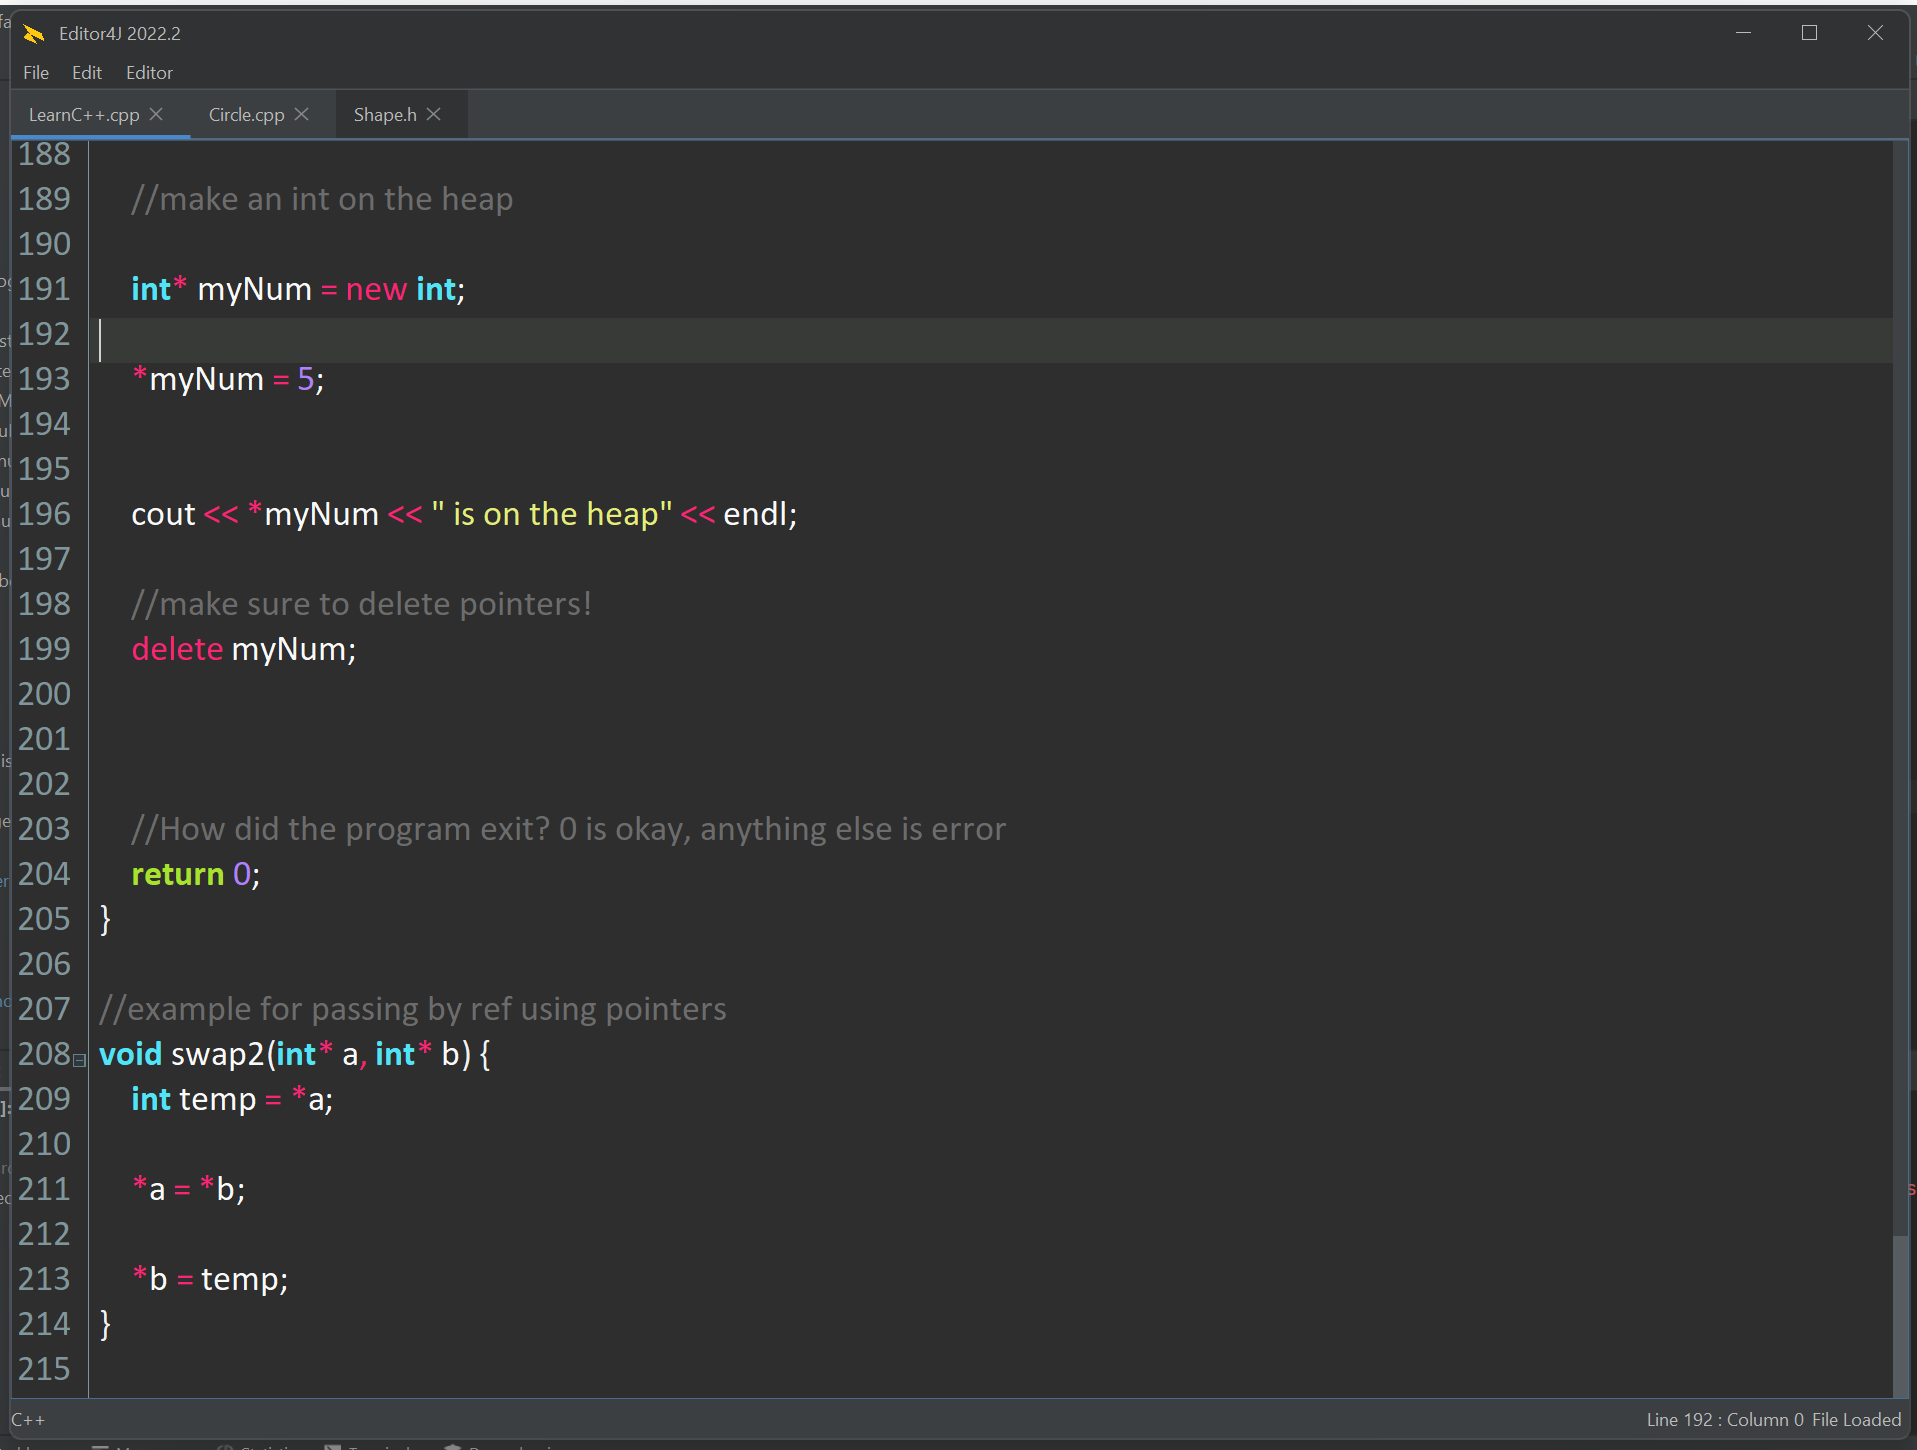 Editor4J 2022.2
File Edit Editor
LearnC++.cpp Circle.cpp Shape.h
188
189 //make an int on the heap
190
191 int* myNum = new int;
192
193 *myNum = 5;
194
195
196 cout << *myNum << " is on the heap" << endl;
197
198 //make sure to delete pointers!
199 delete myNum;
200
201
202
203 //How did the program exit? 0 is okay, anything else is error
204 return 0;
205 }
206
207 //example for passing by ref using pointers
208 void swap2(int* a, int* b) {
209 int temp = *a;
210
211 *a = *b;
212
213 *b = temp;
214 }
215
C++ Line 192 : Column 0 File Loaded